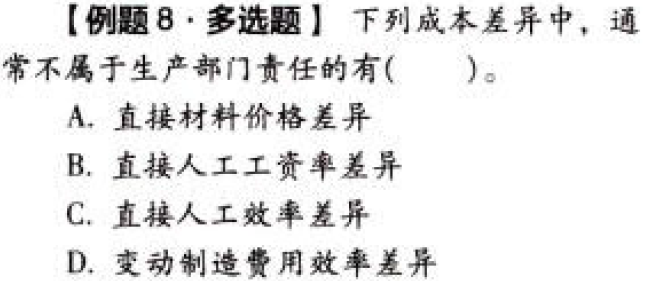 【例题8·多选题】 下列成本差异中，通
常不属于生产部门责任的有(　　)。
A. 直接材料价格差异
B. 直接人工工资率差异
C. 直接人工效率差异
D. 变动制造费用效率差异